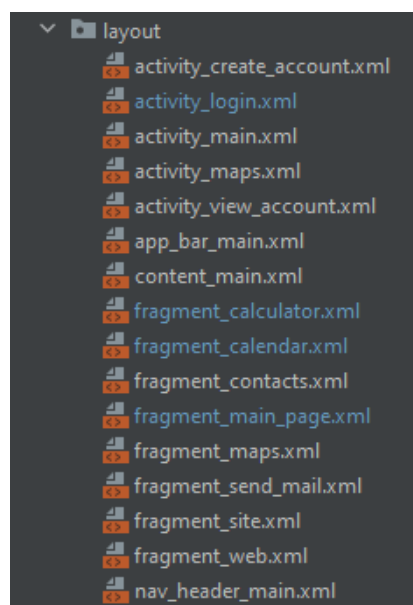 layout
activity_create_account.xml
activity_login.xml
activity_main.xml
activity_maps.xml
activity_view_account.xml
app_bar_main.xml
content_main.xml
fragment_calculator.xml
fragment_calendar.xml
fragment_contacts.xml
fragment_main_page.xml
fragment_maps.xml
fragment_send_mail.xml
fragment_site.xml
fragment_web.xml
nav_header_main.xml